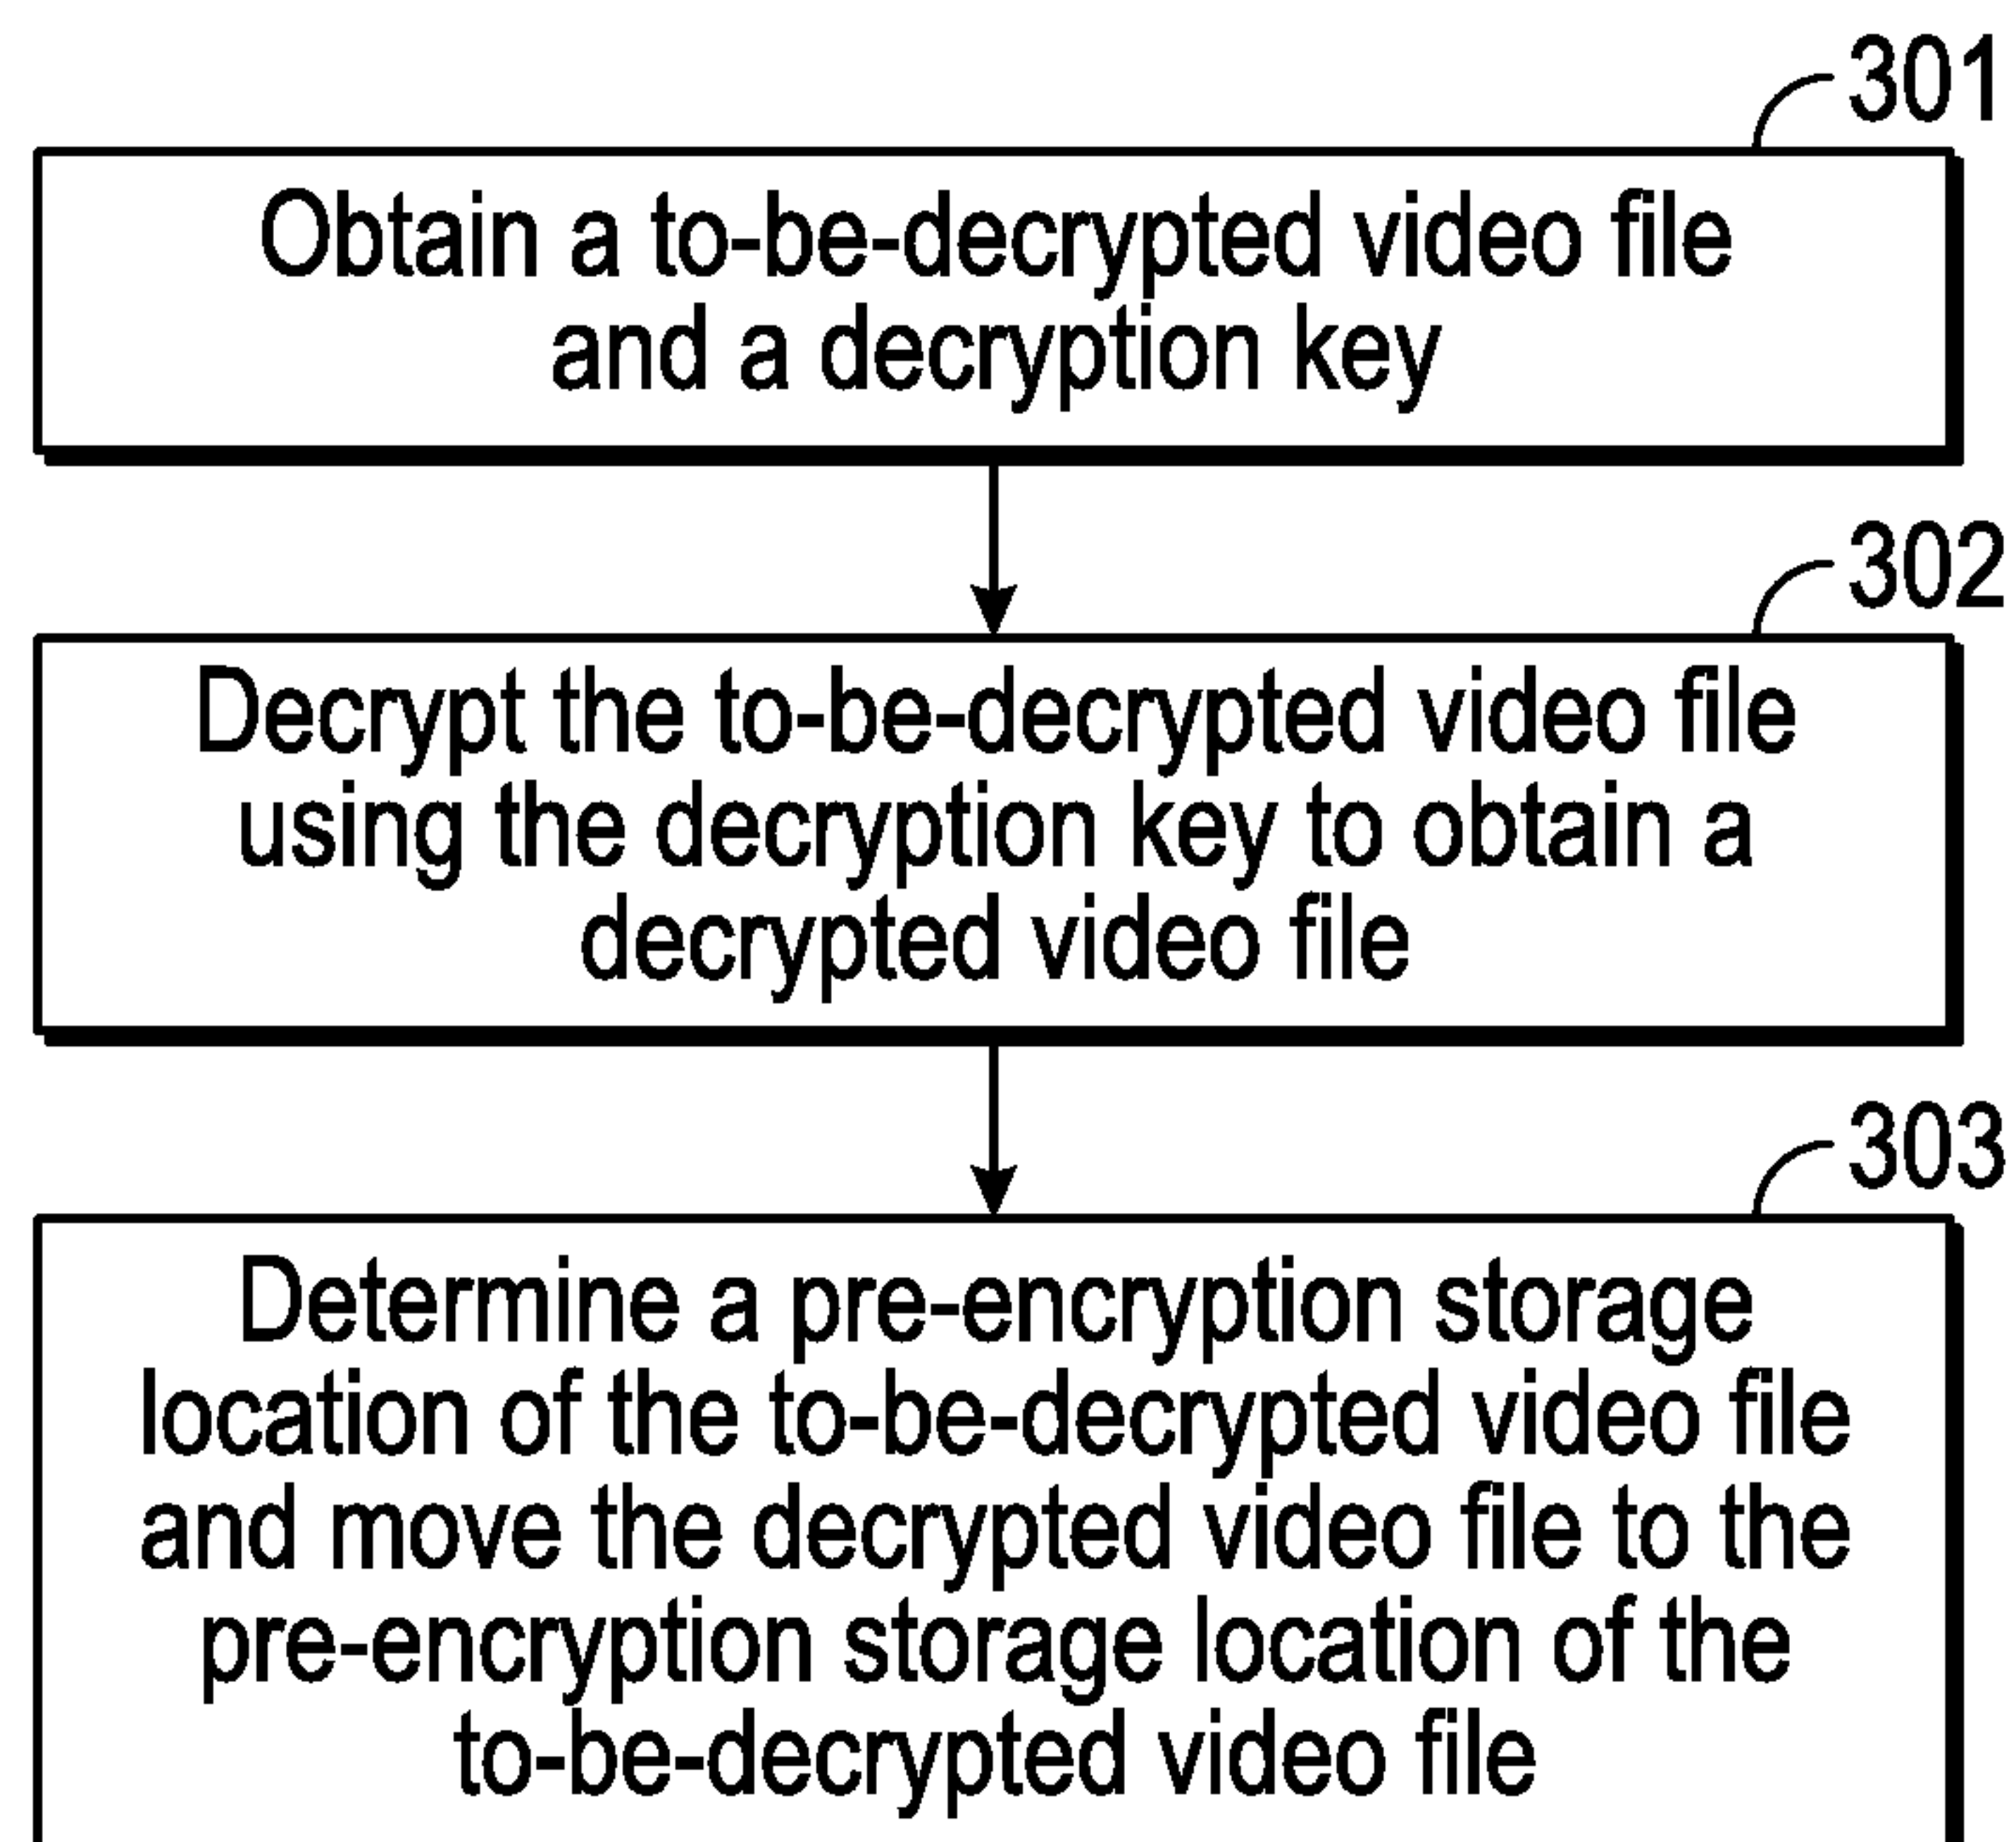 301
Obtain a to-be-decrypted video file
and a decryption key
302
Decrypt the to-be-decrypted video file
using the decryption key to obtain a
decrypted video file
303
Determine a pre-encryption storage
location of the to-be-decrypted video file
and move the decrypted video file to the
pre-encryption storage location of the
to-be-decrypted video file